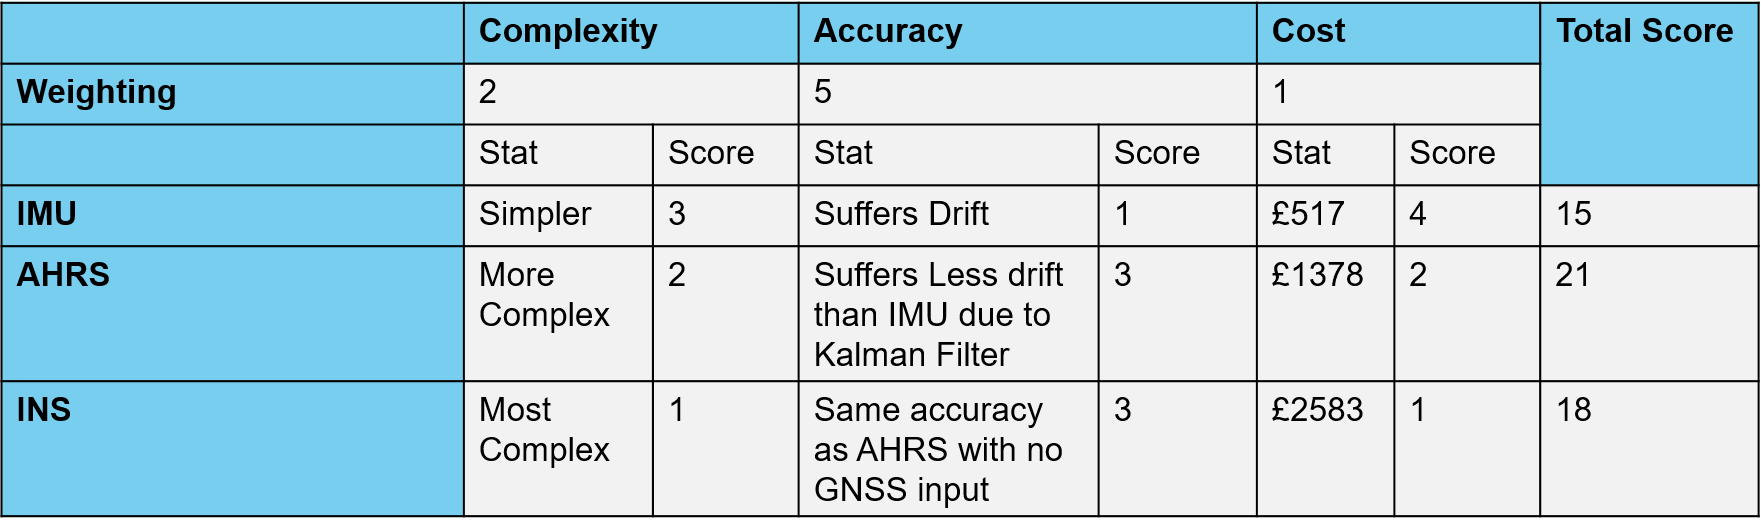 Complexity Accuracy Cost Total Score
Weighting 2 5 1
Stat Score Stat Score Stat Score
IMU Simpler 3 Suffers Drift 1 £517 4 15
AHRS More 2 Suffers Less drift 3 £1378 2 21
Complex than IMU due to
Kalman Filter
INS Most 1 Same accuracy 3 £2583 1 18
Complex as AHRS with no
GNSS input